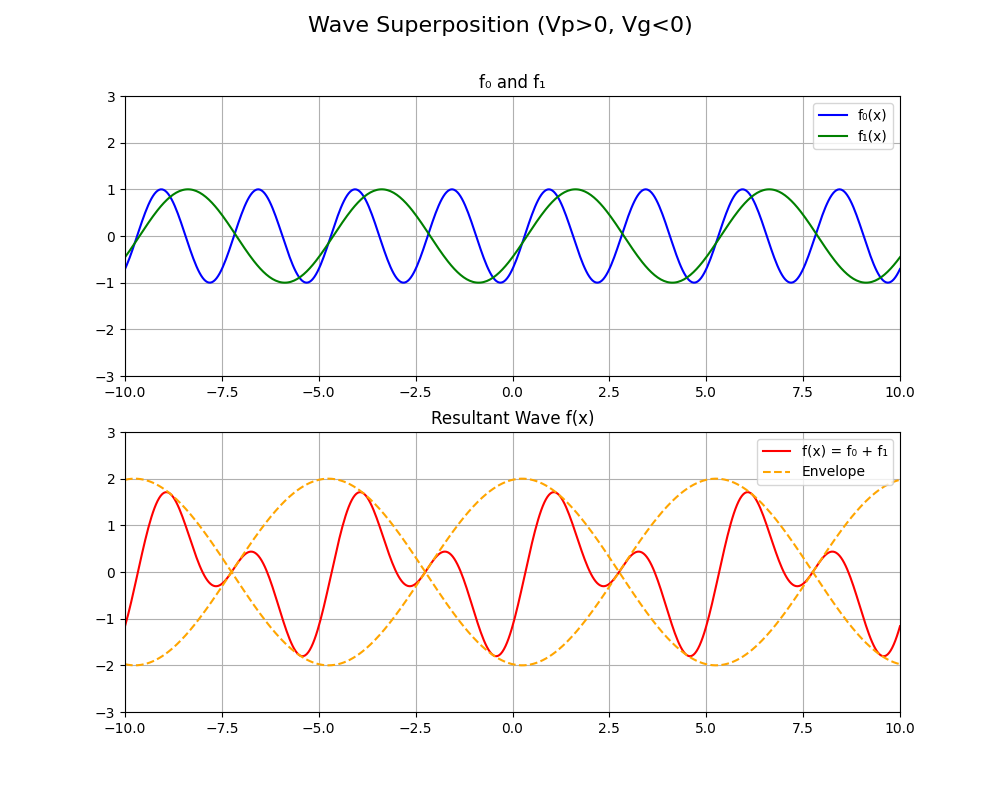 Wave Superposition (Vp>0, Vg<0)
f₀ and f₁
3
2
1
0
−1
−2
−3
f₀(x)
f₁(x)
−10.0 −7.5 −5.0 −2.5 0.0 2.5 5.0 7.5 10.0
Resultant Wave f(x)
3
2
1
0
−1
−2
−3
f(x) = f₀ + f₁
Envelope
−10.0 −7.5 −5.0 −2.5 0.0 2.5 5.0 7.5 10.0